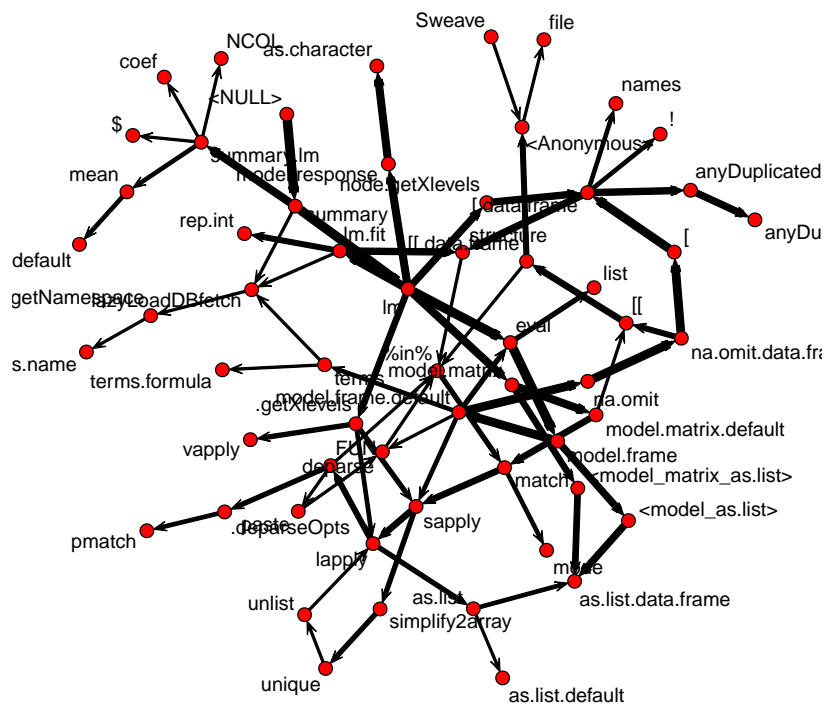 Sweave
file
NCOL
as.character
coef
names
<NULL>
$
!
<Anonymous>
summary.lm
anyDuplicated
mean
model.response
node.getXlevels
[.data.frame
summary
rep.int
lm.fit
[[.data.frame
structure
anyDu
default
[
list
getNamespace
lazyLoadDBfetch
lm
[[
eval
s.name
%in%
na.omit.data.fra
terms.formula
terms
model.matrix
model.frame.default
na.omit
.getXlevels
model.matrix.default
vapply
FUN
deparse
model.frame
match
<model_matrix_as.list>
<model_as.list>
paste
.deparseOpts
sapply
pmatch
lapply
mode
unlist
as.list
as.list.data.frame
simplify2array
unique
as.list.default